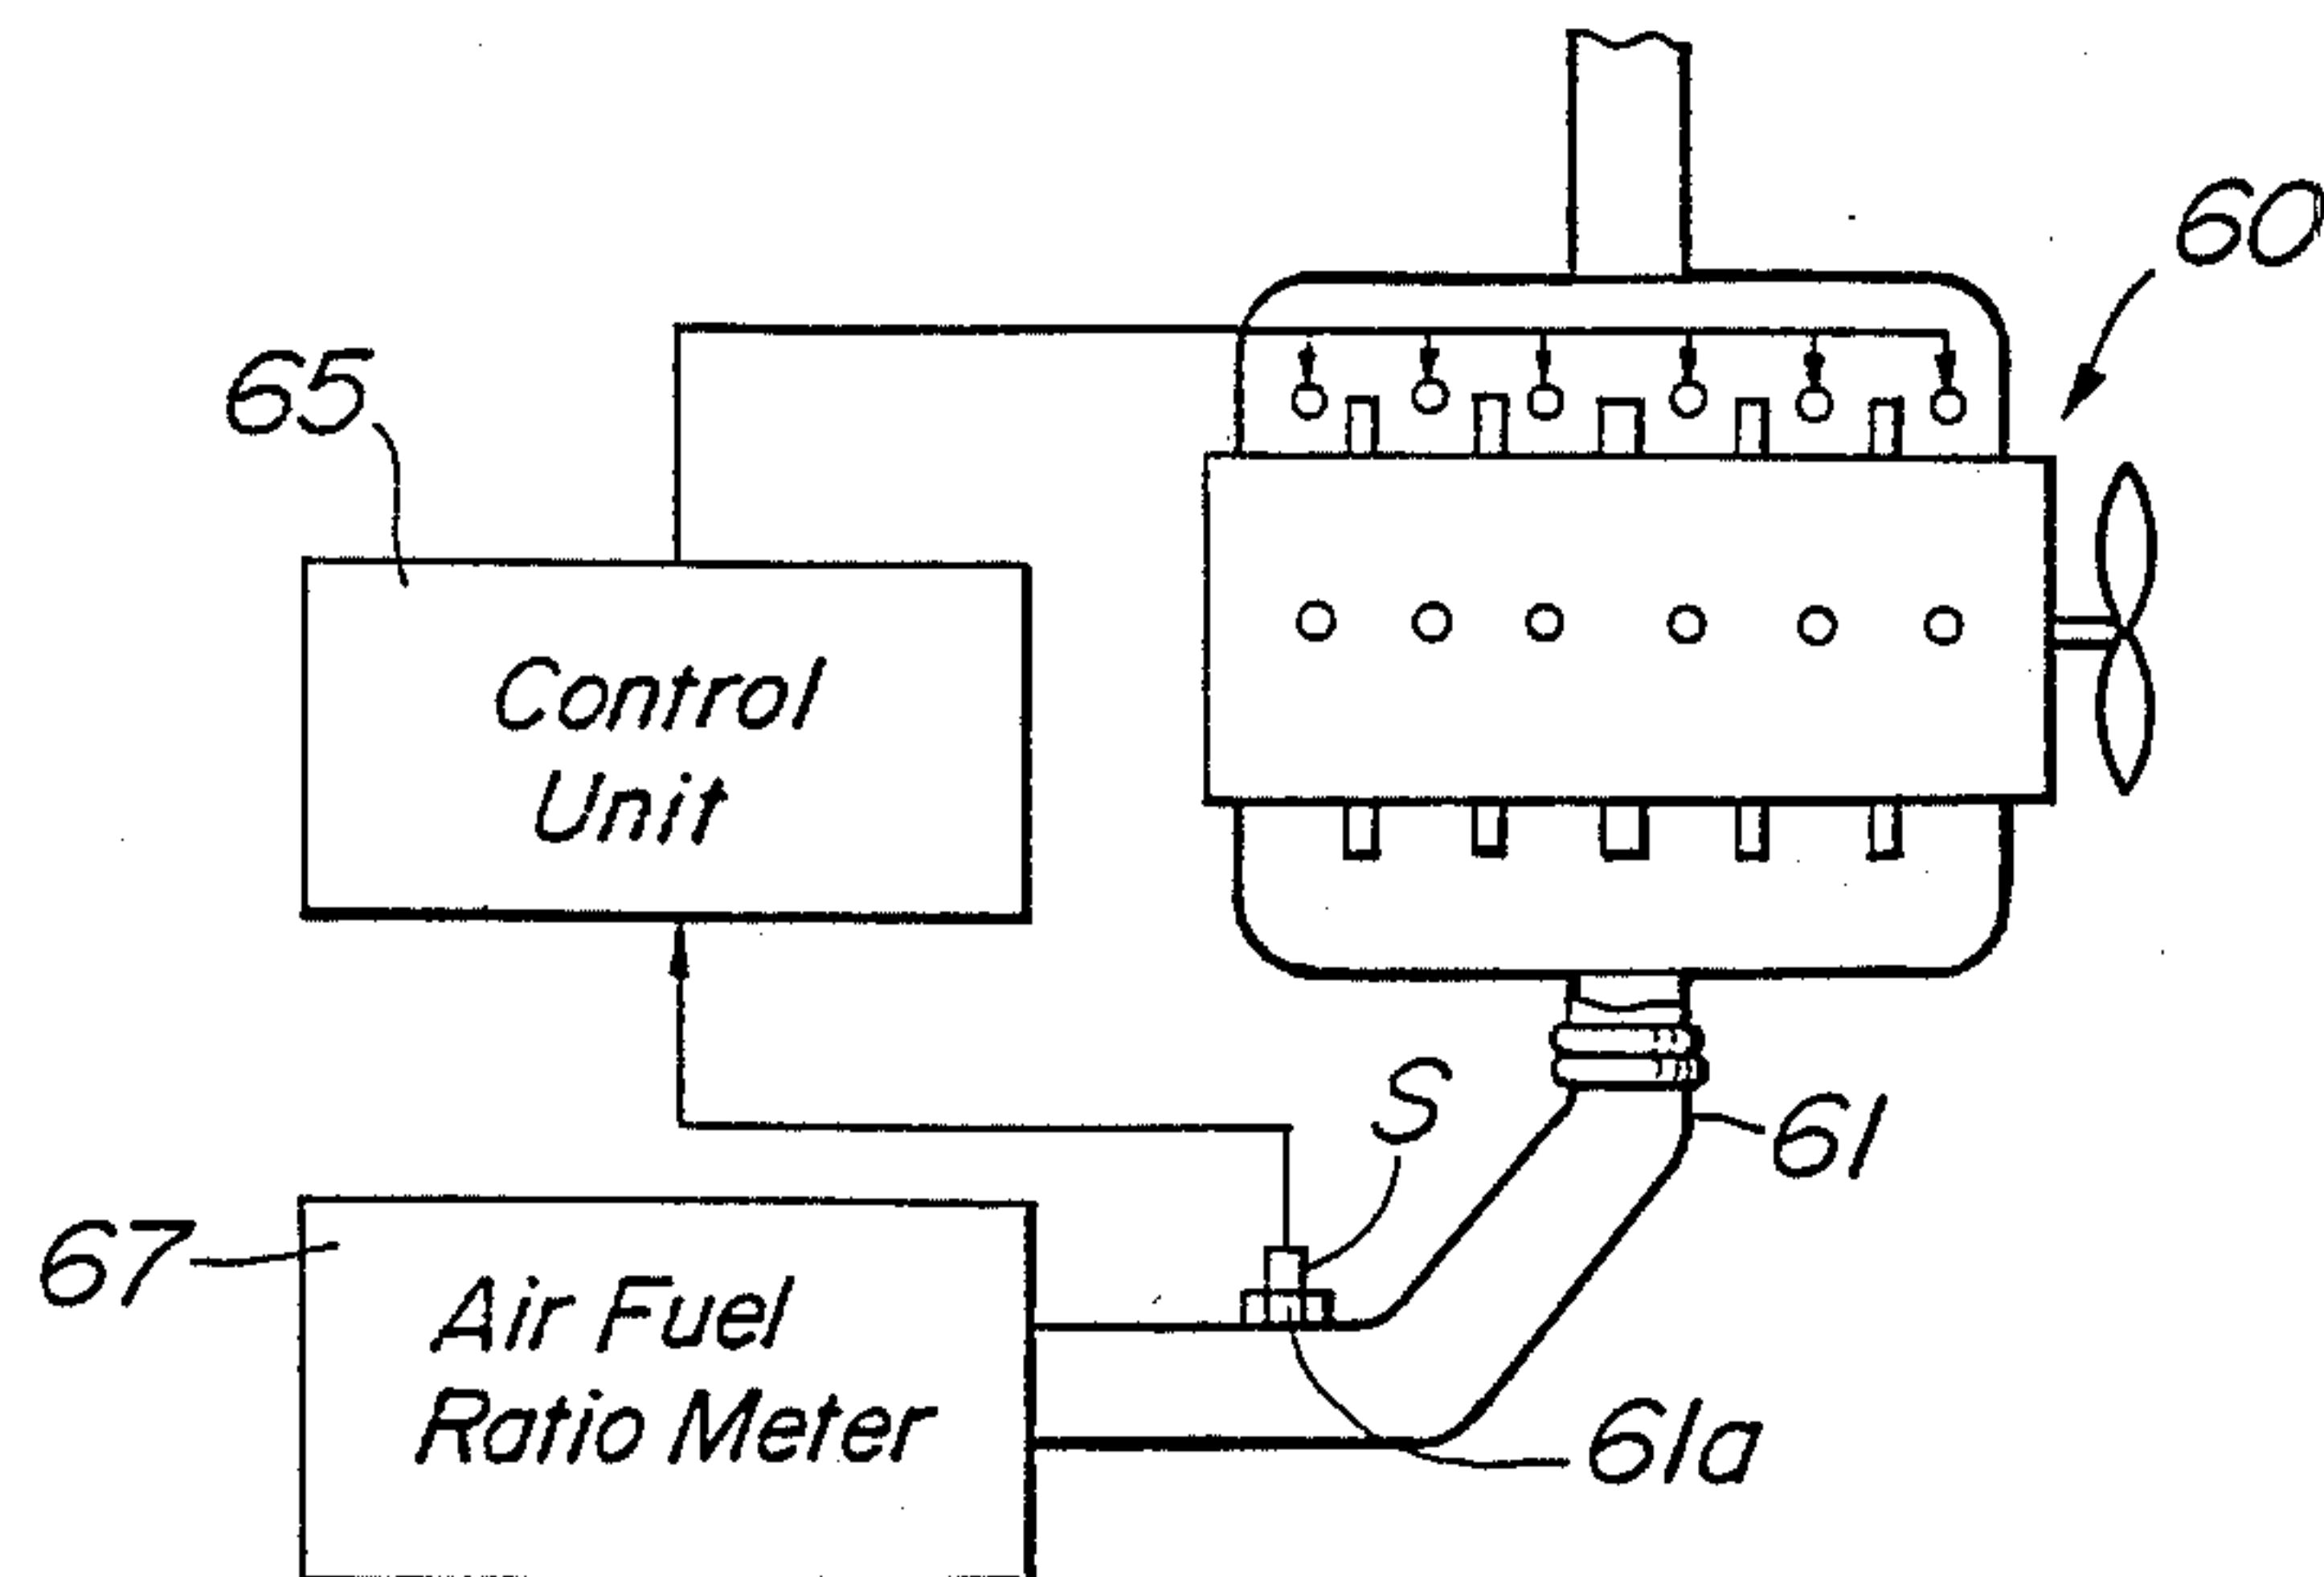 60
65
Control
Unit
S
61
67
Air Fuel
Ratio Meter
61a